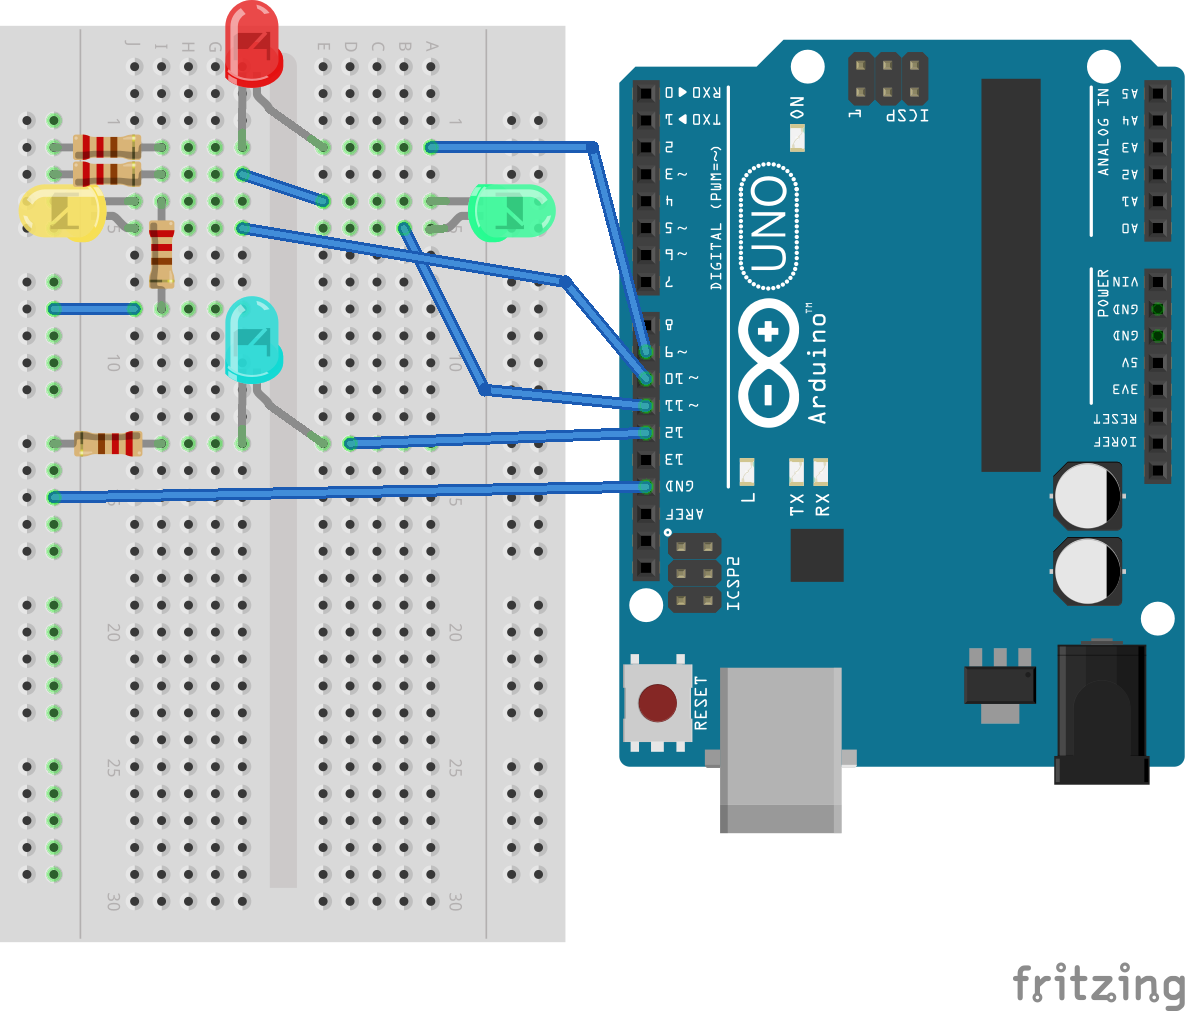 J I H G E D C B A
1 1
5 5
10 10
15
20 20
25 25
30 30
RXD ◀ 0
TXD ▶ 1
2
~ 3
4
~ 5
~ 6
7
8
~ 9
~ 10
~ 11
12
13
GND
AREF
DIGITAL (PWM=~)
ON
1
ICSP
UNO
Arduino™
L
TX
RX
ICSP2
RESET
ANALOG IN
A5
A4
A3
A2
A1
A0
POWER
VIN
GND
GND
5V
3V3
RESET
IOREF
fritzing